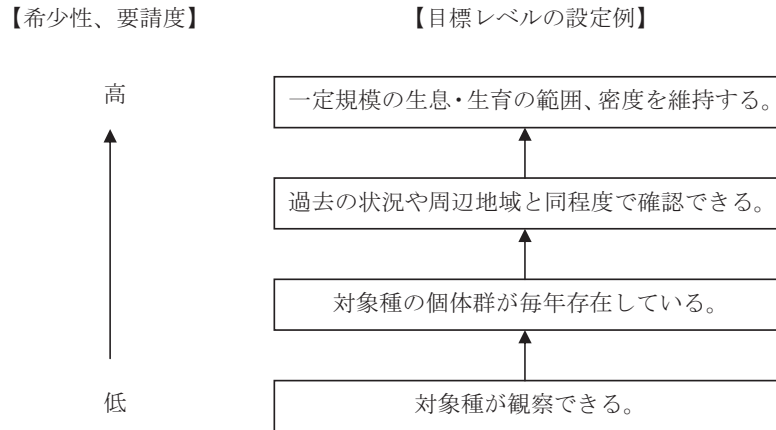 【希少性、要請度】
【目標レベルの設定例】
高
一定規模の生息・生育の範囲、密度を維持する。
過去の状況や周辺地域と同程度で確認できる。
対象種の個体群が毎年存在している。
低
対象種が観察できる。